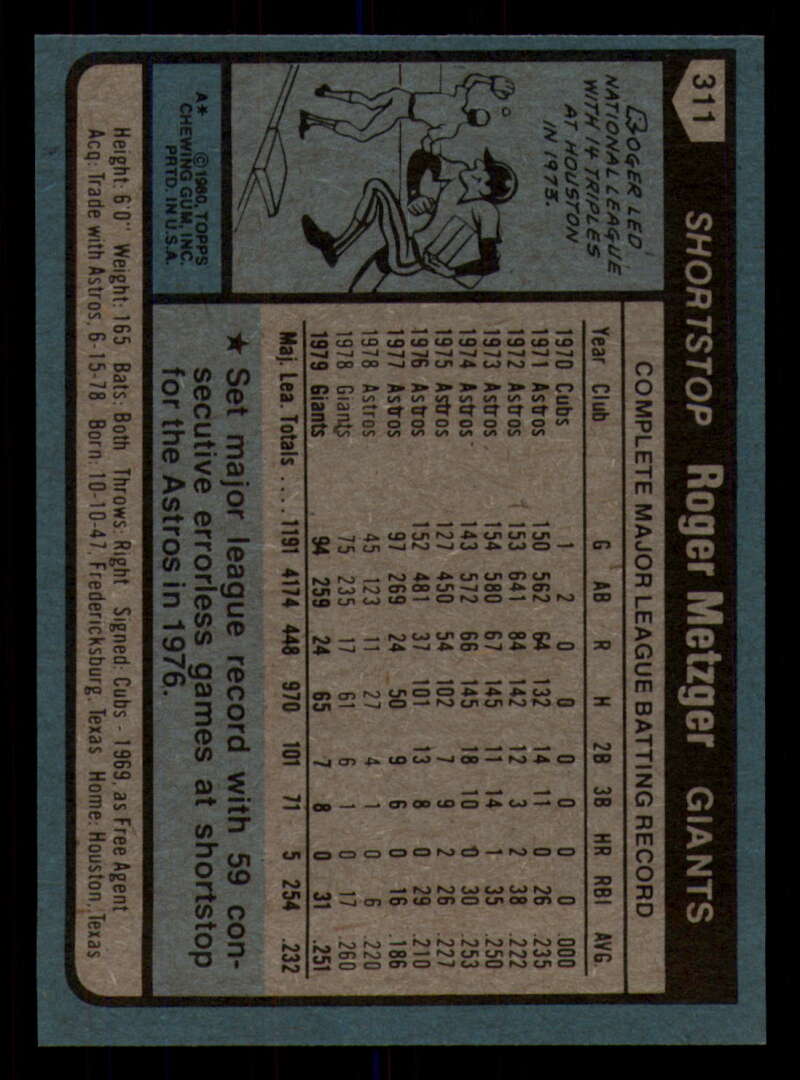 311
SHORTSTOP Roger Metzger GIANTS
ROGER LED
NATIONAL LEAGUE
WITH 14 TRIPLES
AT HOUSTON
IN 1973.
A* © 1980, TOPPS
CHEWING GUM, INC.
PRTD. IN U.S.A.
COMPLETE MAJOR LEAGUE BATTING RECORD
Year Club G AB R H 2B 3B HR RBI AVG.
1970 Cubs 1 2 0 0 0 0 0 0 .000
1971 Astros 150 562 64 132 14 11 0 26 .235
1972 Astros 153 641 84 142 12 3 2 38 .222
1973 Astros 154 580 67 145 11 14 1 35 .250
1974 Astros 143 572 66 145 18 10 0 30 .253
1975 Astros 127 450 54 102 7 9 2 26 .227
1976 Astros 152 481 37 101 13 8 0 29 .210
1977 Astros 97 269 24 50 9 6 0 16 .186
1978 Astros 45 123 11 27 4 1 0 6 .220
1978 Giants 75 235 17 61 6 1 0 17 .260
1979 Giants 94 259 24 65 7 8 0 31 .251
Maj. Lea. Totals .... 1191 4174 448 970 101 71 5 254 .232
★ Set major league record with 59 con-
secutive errorless games at shortstop
for the Astros in 1976.
Height: 6'0" Weight: 165 Bats: Both Throws: Right Signed: Cubs - 1969, as Free Agent
Acq: Trade with Astros, 6-15-78 Born: 10-10-47, Fredericksburg, Texas Home: Houston, Texas